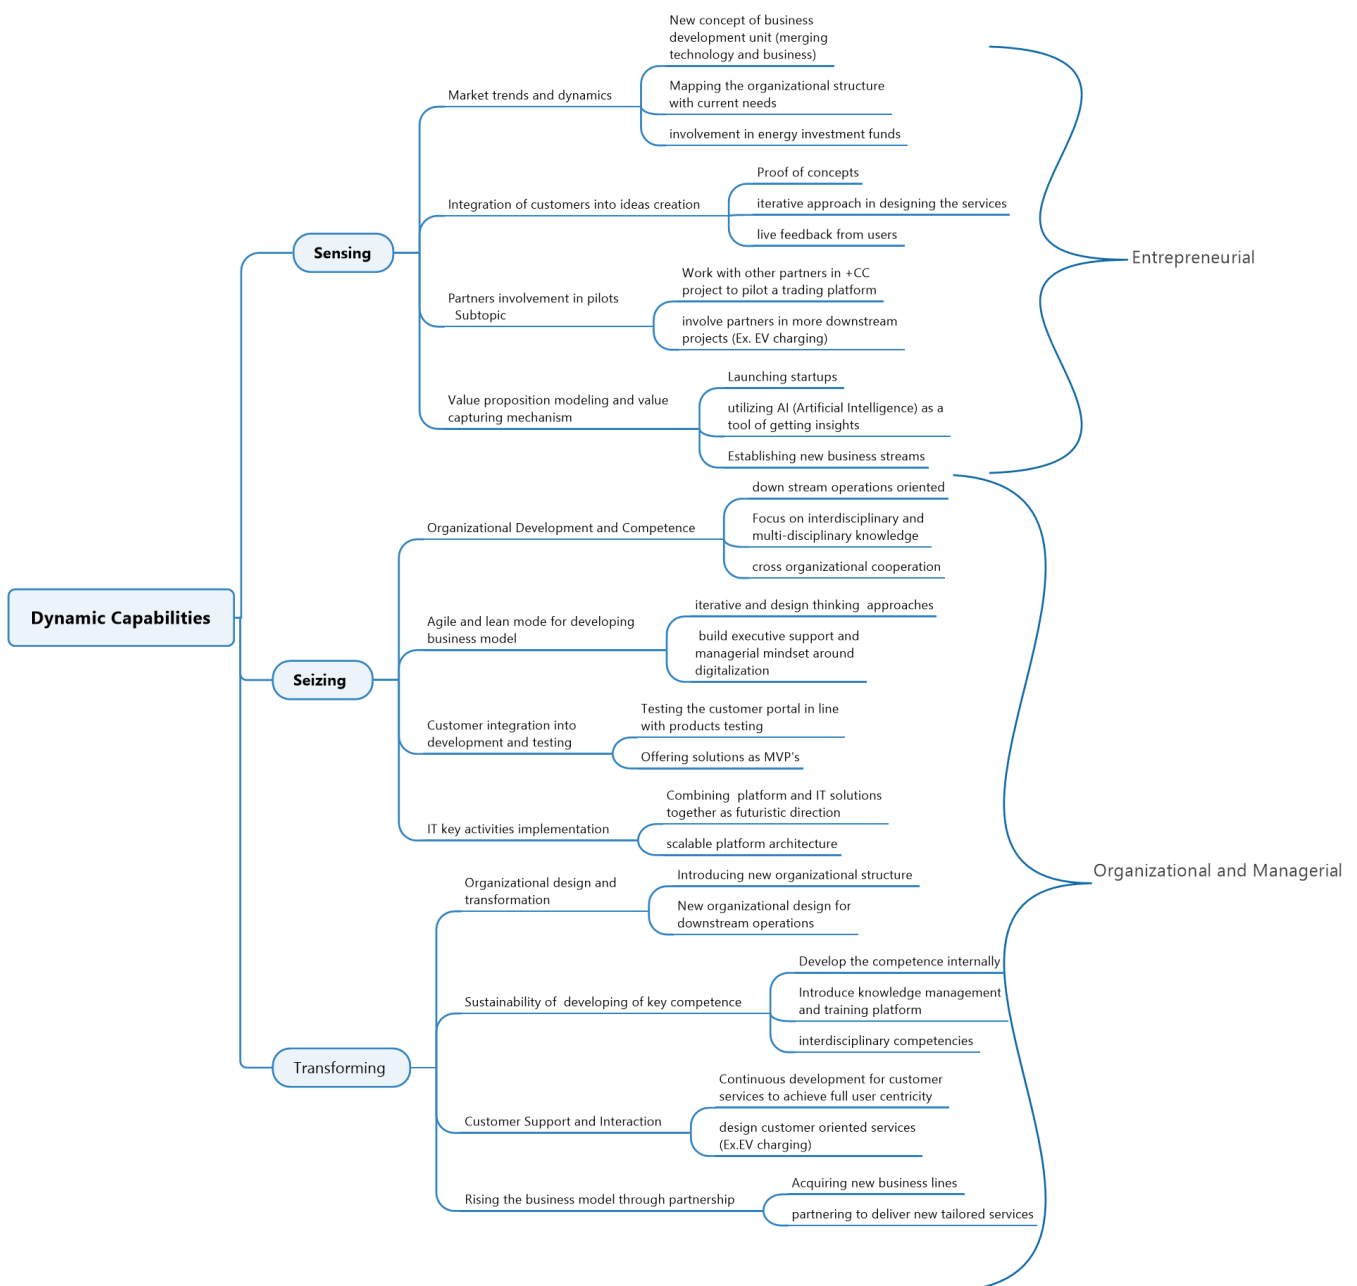 Dynamic Capabilities
Sensing
Market trends and dynamics
New concept of business
development unit (merging
technology and business)
Mapping the organizational structure
with current needs
involvement in energy investment funds
Integration of customers into ideas creation
Proof of concepts
iterative approach in designing the services
live feedback from users
Partners involvement in pilots
Subtopic
Work with other partners in +CC
project to pilot a trading platform
involve partners in more downstream
projects (Ex. EV charging)
Value proposition modeling and value
capturing mechanism
Launching startups
utilizing AI (Artificial Intelligence) as a
tool of getting insights
Establishing new business streams
Entrepreneurial
Seizing
Organizational Development and Competence
down stream operations oriented
Focus on interdisciplinary and
multi-disciplinary knowledge
cross organizational cooperation
Agile and lean mode for developing
business model
iterative and design thinking  approaches
build executive support and
managerial mindset around
digitalization
Customer integration into
development and testing
Testing the customer portal in line
with products testing
Offering solutions as MVP's
IT key activities implementation
Combining  platform and IT solutions
together as futuristic direction
scalable platform architecture
Transforming
Organizational design and
transformation
Introducing new organizational structure
New organizational design for
downstream operations
Sustainability of  developing of key competence
Develop the competence internally
Introduce knowledge management
and training platform
interdisciplinary competencies
Customer Support and Interaction
Continuous development for customer
services to achieve full user centricity
design customer oriented services
(Ex.EV charging)
Rising the business model through partnership
Acquiring new business lines
partnering to deliver new tailored services
Organizational and Managerial